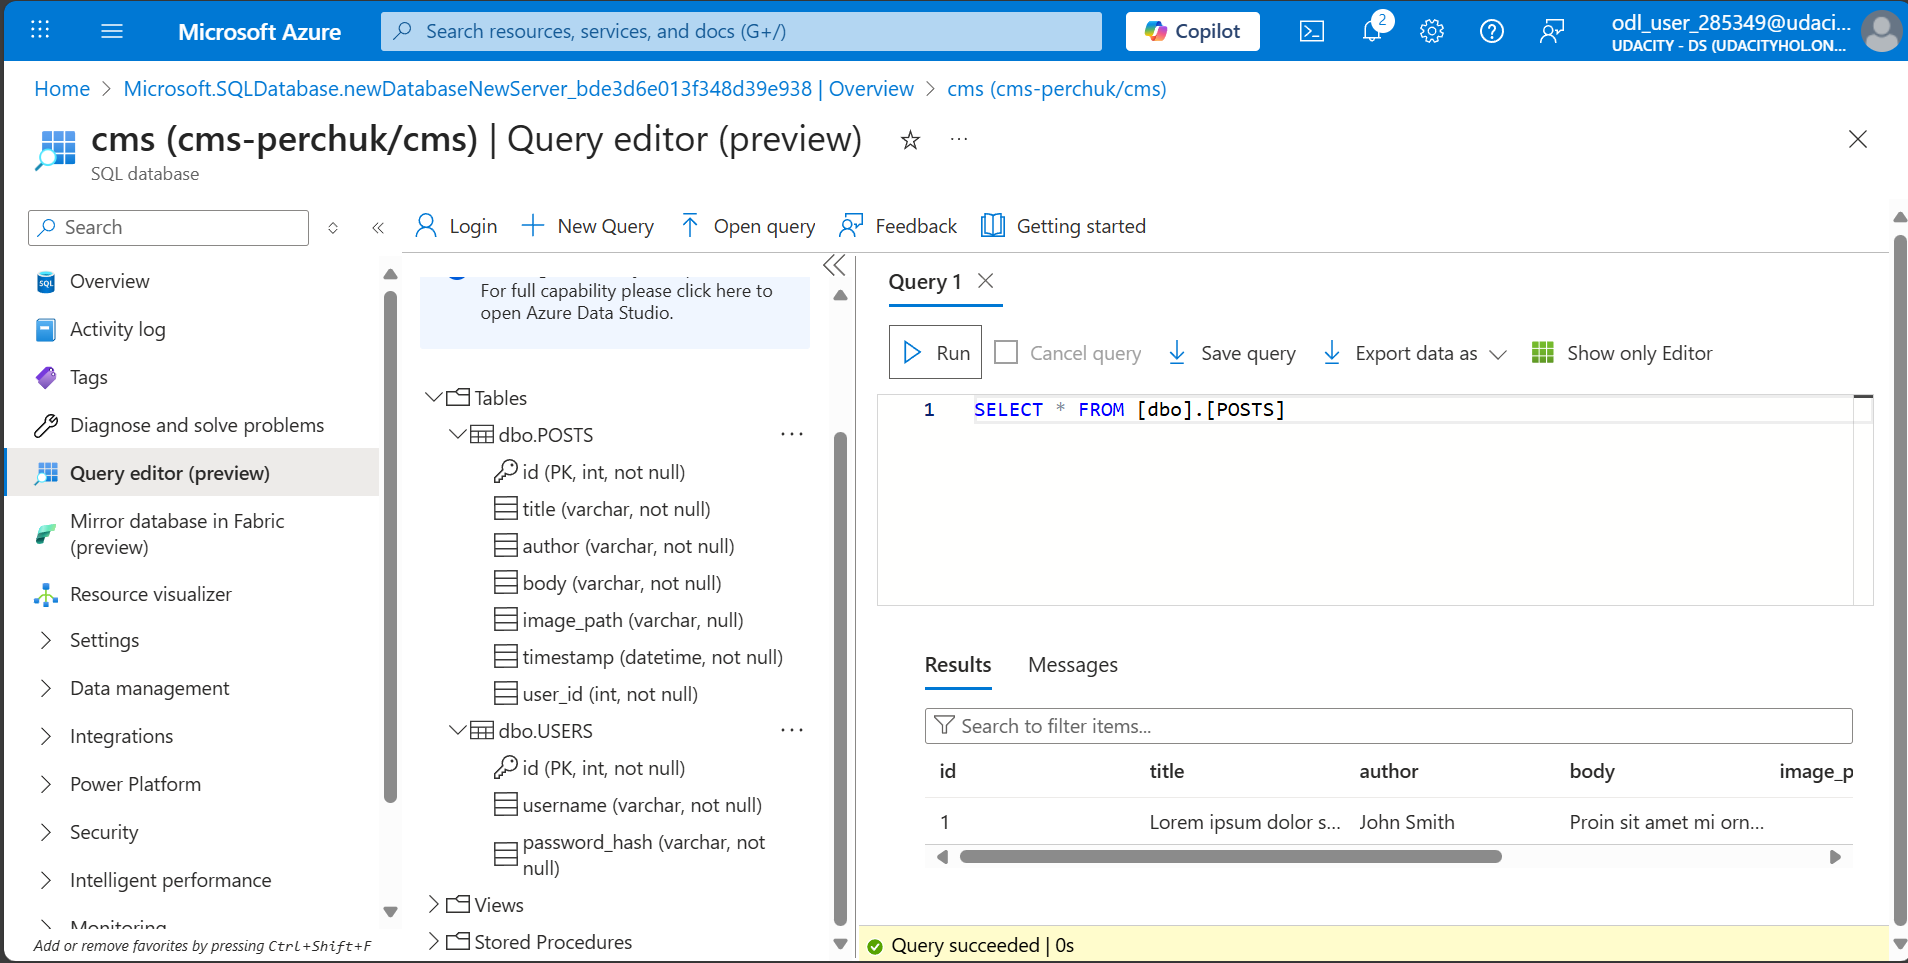 Microsoft Azure
Search resources, services, and docs (G+/)
Copilot
2
odl_user_285349@udaci...
UDACITY - DS (UDACITYHOL.ON...
Home > Microsoft.SQLDatabase.newDatabaseNewServer_bde3d6e013f348d39e938 | Overview > cms (cms-perchuk/cms)
cms (cms-perchuk/cms) | Query editor (preview)
SQL database
Search
Overview
Activity log
Tags
Diagnose and solve problems
Query editor (preview)
Mirror database in Fabric
(preview)
Resource visualizer
Settings
Data management
Integrations
Power Platform
Security
Intelligent performance
Monitoring
Add or remove favorites by pressing Ctrl+Shift+F
Login
New Query
Open query
Feedback
Getting started
For full capability please click here to
open Azure Data Studio.
Tables
dbo.POSTS
id (PK, int, not null)
title (varchar, not null)
author (varchar, not null)
body (varchar, not null)
image_path (varchar, null)
timestamp (datetime, not null)
user_id (int, not null)
dbo.USERS
id (PK, int, not null)
username (varchar, not null)
password_hash (varchar, not
null)
Views
Stored Procedures
Query 1
Run
Cancel query
Save query
Export data as
Show only Editor
1 SELECT * FROM [dbo].[POSTS]
Results
Messages
Search to filter items...
id title author body image_p
1 Lorem ipsum dolor s... John Smith Proin sit amet mi orn...
Query succeeded | 0s